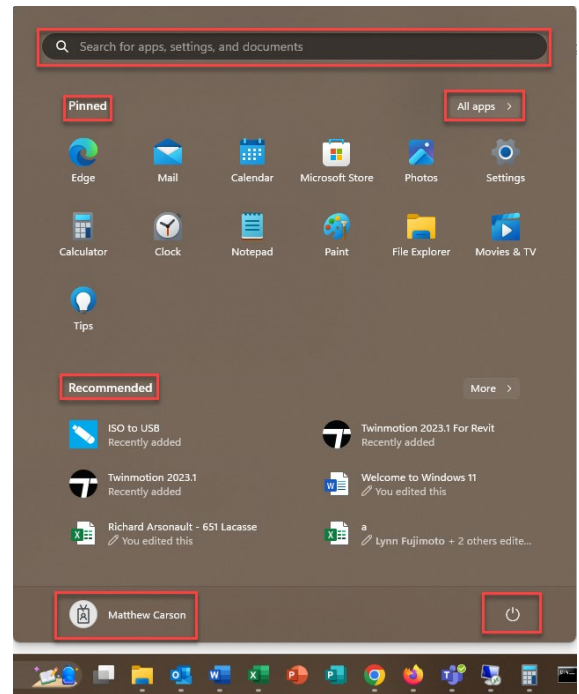 Search for apps, settings, and documents
Pinned
All apps >
Edge
Mail
Calendar
Microsoft Store
Photos
Settings
Calculator
Clock
Notepad
Paint
File Explorer
Movies & TV
Tips
Recommended
More >
ISO to USB
Recently added
Twinmotion 2023.1 For Revit
Recently added
Twinmotion 2023.1
Recently added
Welcome to Windows 11
You edited this
Richard Arsonault - 651 Lacasse
You edited this
a
Lynn Fujimoto + 2 others edite...
Matthew Carson